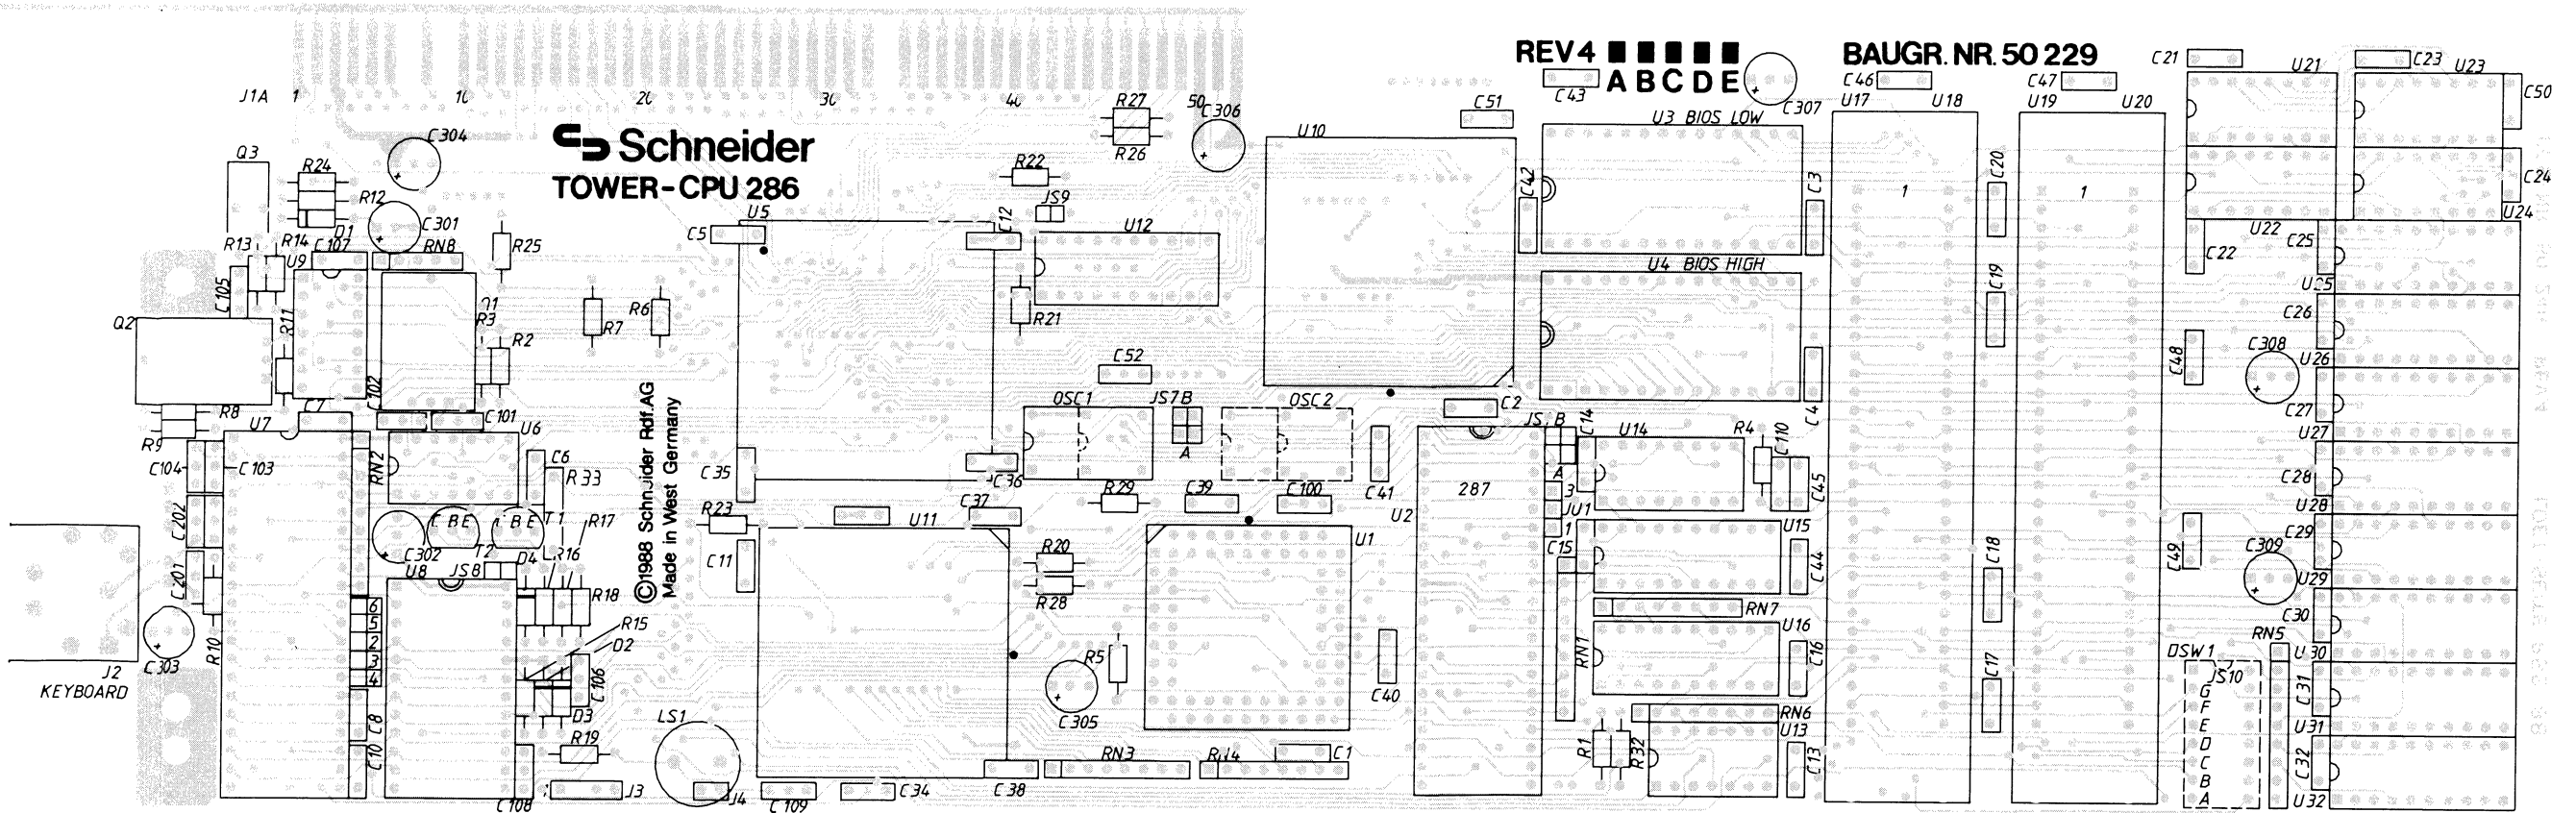 REV4 A B C D E
BAUGR. NR. 50 229
J1A 1 10 20 30 40 50
Schneider
TOWER-CPU 286
©1988 Schneider Rdf. AG
Made in West Germany
Q3
R24
C304
R12
D1
C301
R13
R14
U9
C107
RN8
R25
C105
Q2
R11
R3
R2
R7
R6
C102
R8
R9
C7
C101
U7
U6
C104
C103
RN2
C6
R33
C202
C B E
B E
T1
T2
R17
R16
C302
U8
JS8
D4
C201
R18
R10
C303
J2
KEYBOARD
6
5
2
3
4
R15
D2
C106
D3
C8
C10
R19
C108
J3
LS1
J4
C109
C34
C38
U5
C5
C12
C35
C36
R23
C37
U11
C11
R27
R26
C306
R22
JS9
U12
R21
C52
OSC1
JS7B
A
OSC2
R29
C39
C100
C41
R20
R28
R5
C305
U1
C40
RN3
RN4
C1
C51
U10
C2
U2
287
C43
C307
U3 BIOS LOW
C42
C3
U4 BIOS HIGH
C4
B
A
C14
U14
R4
C110
C45
3
JU1
1
C15
U15
C44
RN7
RN1
U16
C16
RN6
R1
R32
U13
C13
C46
U17
U18
1
C47
U19
U20
1
C20
C19
C18
C17
C21
U21
C23
U23
C50
C24
U24
U22
C22
C25
U25
C26
C48
C308
U26
C27
U27
C28
U28
C49
C29
C309
U29
C30
RN5
U30
DSW1
JS10
G
F
E
D
C
B
A
C31
U31
C32
U32